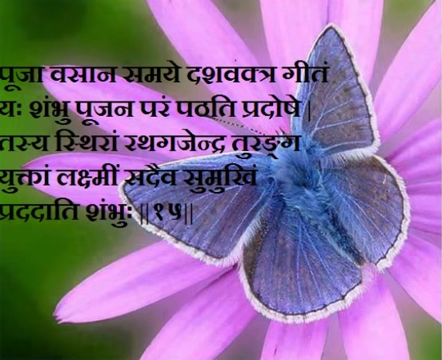 पूजा वसान समये दशवक्त्र गीतं
यः शंभु पूजन परं पठति प्रदोषे |
तस्य स्थिरां रथगजेन्द्र तुरङ्ग
युक्तां लक्ष्मीं सदैव सुमुखिं
प्रददाति शंभुः ||१५||